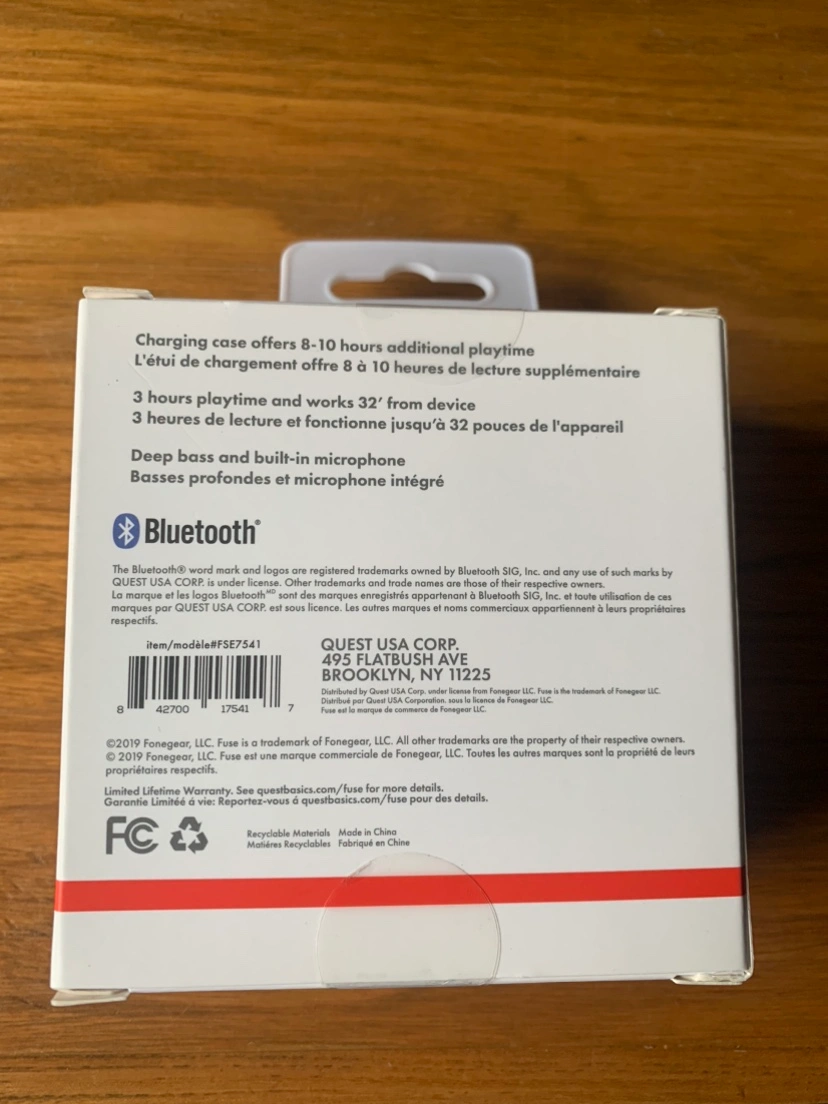 Charging case offers 8-10 hours additional playtime
L'étui de chargement offre 8 à 10 heures de lecture supplémentaire
3 hours playtime and works 32′ from device
3 heures de lecture et fonctionne jusqu'à 32 pouces de l'appareil
Deep bass and built-in microphone
Basses profondes et microphone intégré
Bluetooth®
The Bluetooth® word mark and logos are registered trademarks owned by Bluetooth SIG, Inc. and any use of such marks by
QUEST USA CORP. is under license. Other trademarks and trade names are those of their respective owners.
La marque et les logos Bluetooth MD sont des marques enregistrés appartenant à Bluetooth SIG, Inc. et toute utilisation de ces
marques par QUEST USA CORP. est sous licence. Les autres marques et noms commerciaux appartiennent à leurs propriétaires
respectifs.
item/modèle#FSE7541
8 42700 17541 7
QUEST USA CORP.
495 FLATBUSH AVE
BROOKLYN, NY 11225
Distributed by Quest USA Corp. under license from Fonegear LLC. Fuse is the trademark of Fonegear LLC.
Distribué par Quest USA Corporation. sous la licence de Fonegear LLC.
Fuse est la marque de commerce de Fonegear LLC.
©2019 Fonegear, LLC. Fuse is a trademark of Fonegear, LLC. All other trademarks are the property of their respective owners.
© 2019 Fonegear, LLC. Fuse est une marque commerciale de Fonegear, LLC. Toutes les autres marques sont la propriété de leurs
propriétaires respectifs.
Limited Lifetime Warranty. See questbasics.com/fuse for more details.
Garantie Limitéé á vie: Reportez-vous á questbasics.com/fuse pour des details.
FC
Recyclable Materials Made in China
Matiéres Recyclables Fabriqué en Chine